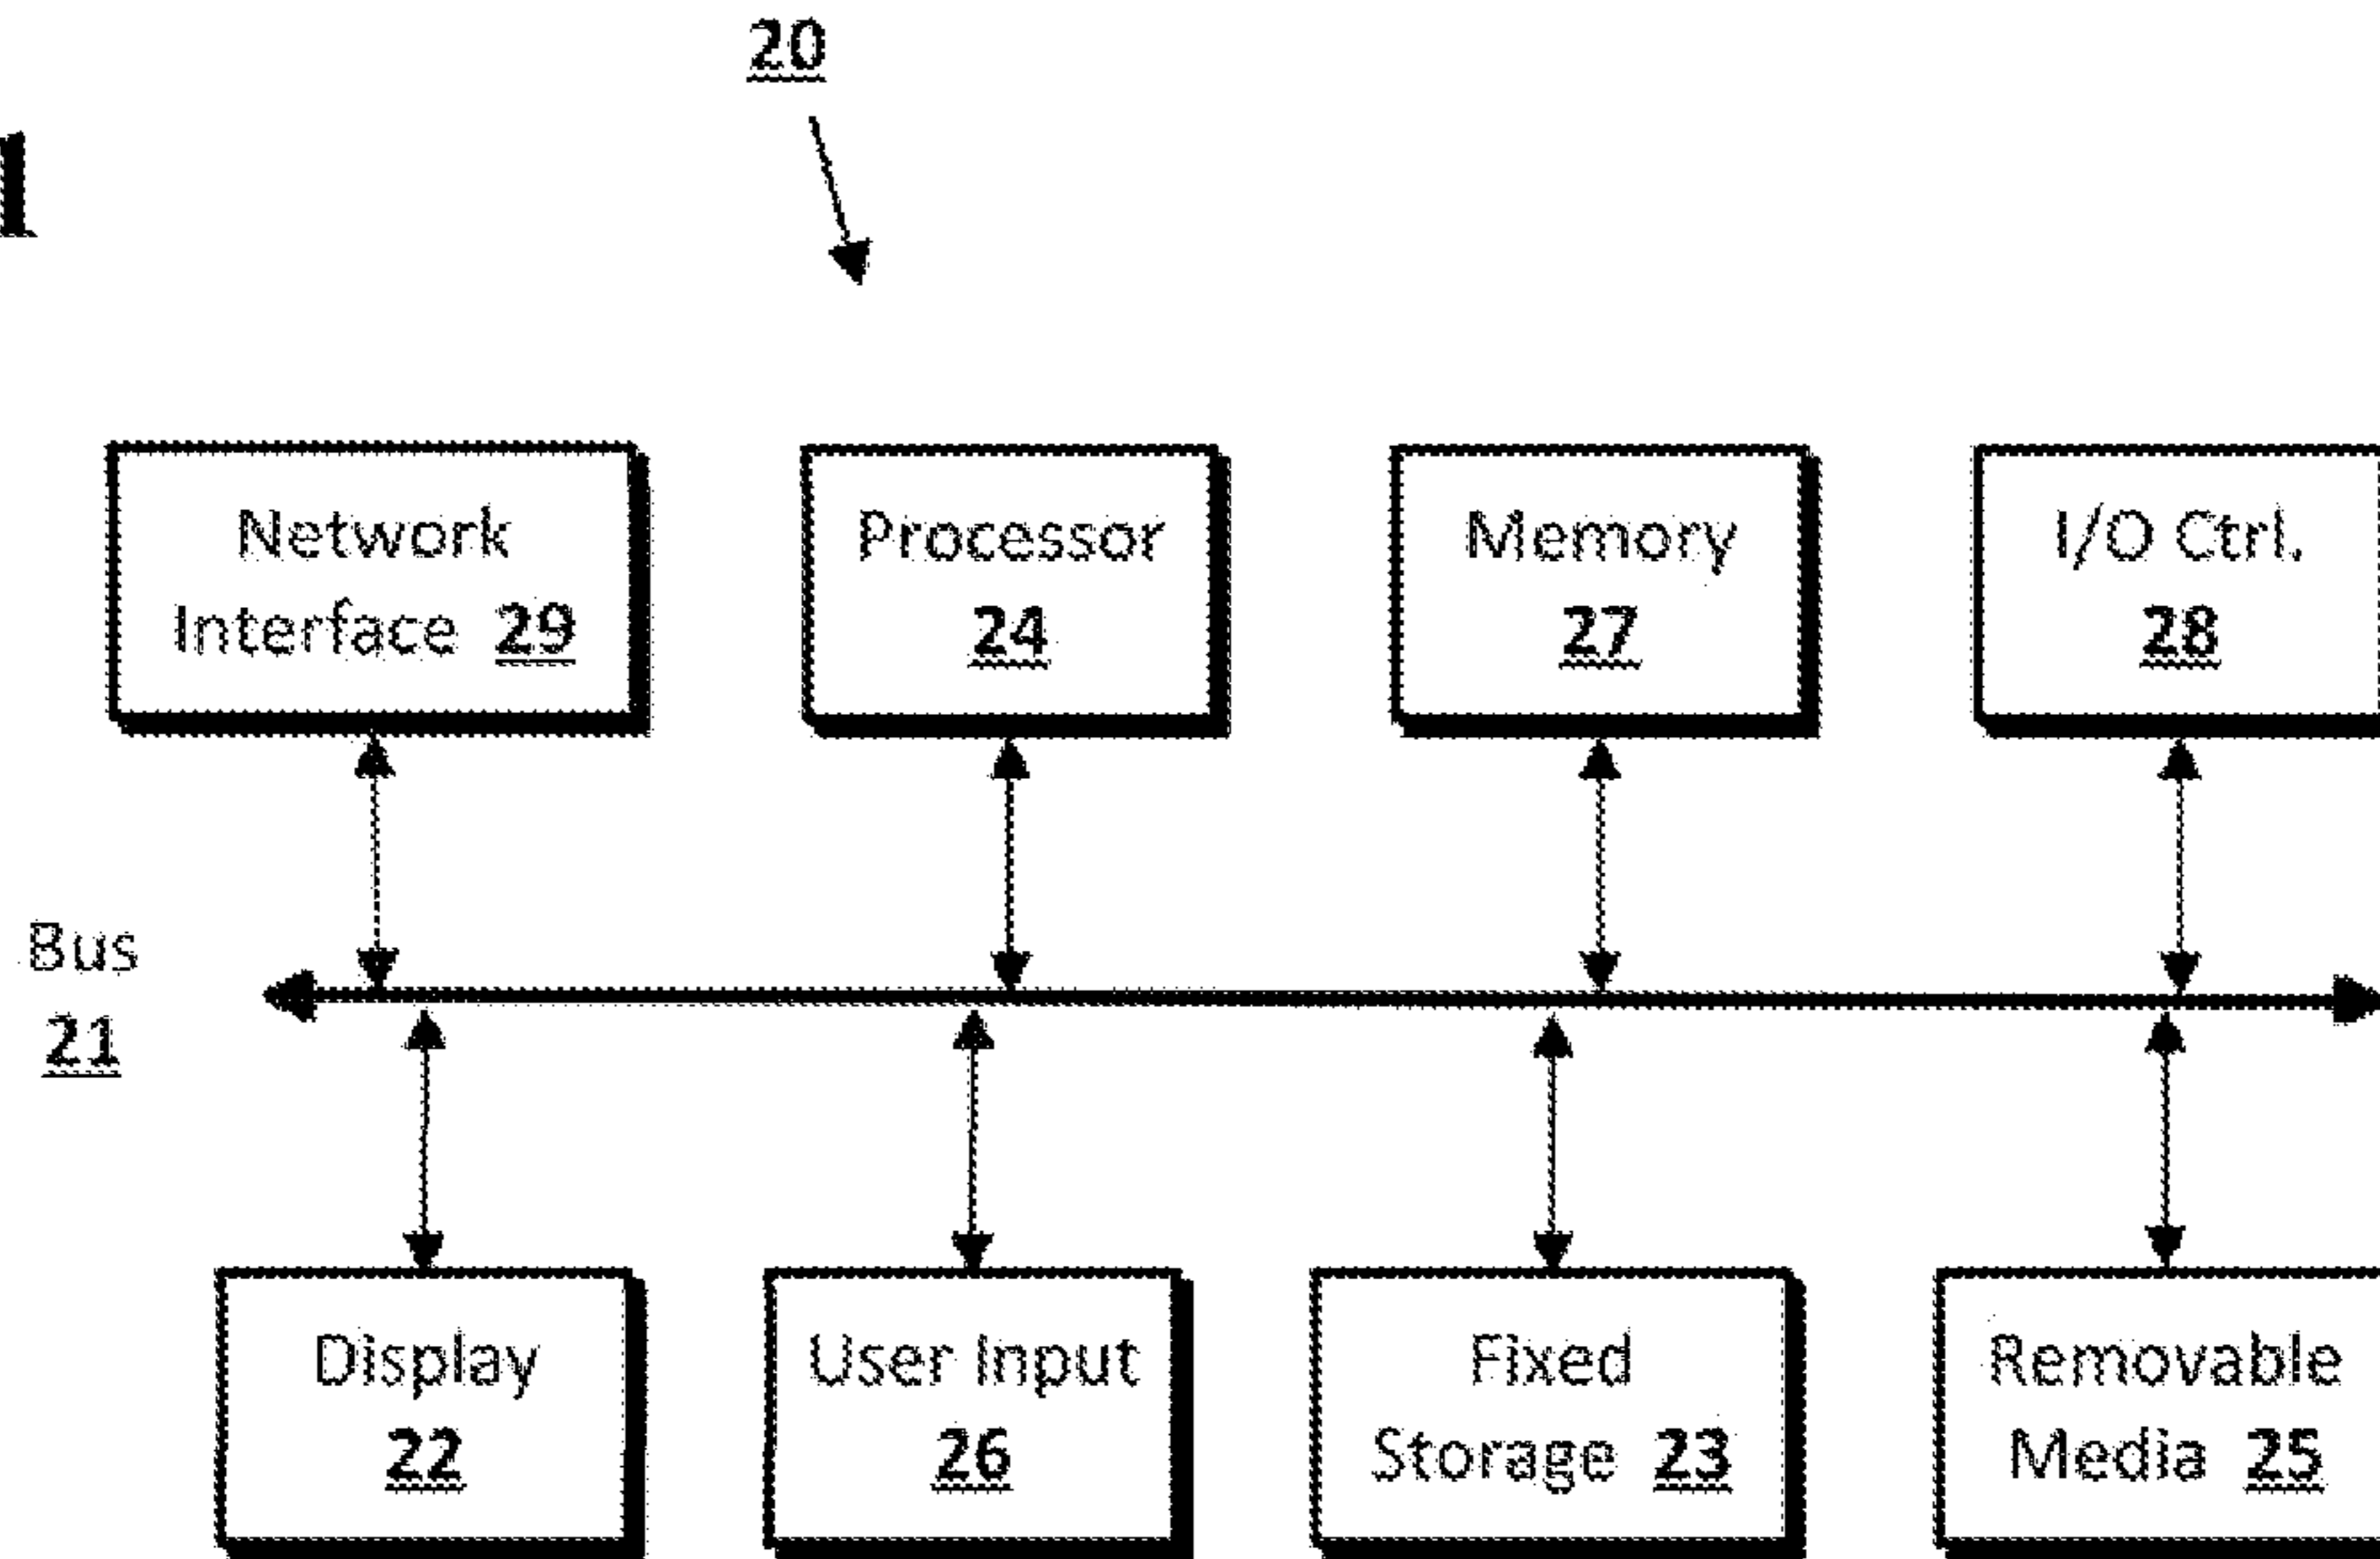 20
1
Network
Interface 29
Processor
24
Memory
27
I/O Ctrl.
28
Bus
21
Display
22
User Input
26
Fixed
Storage 23
Removable
Media 25